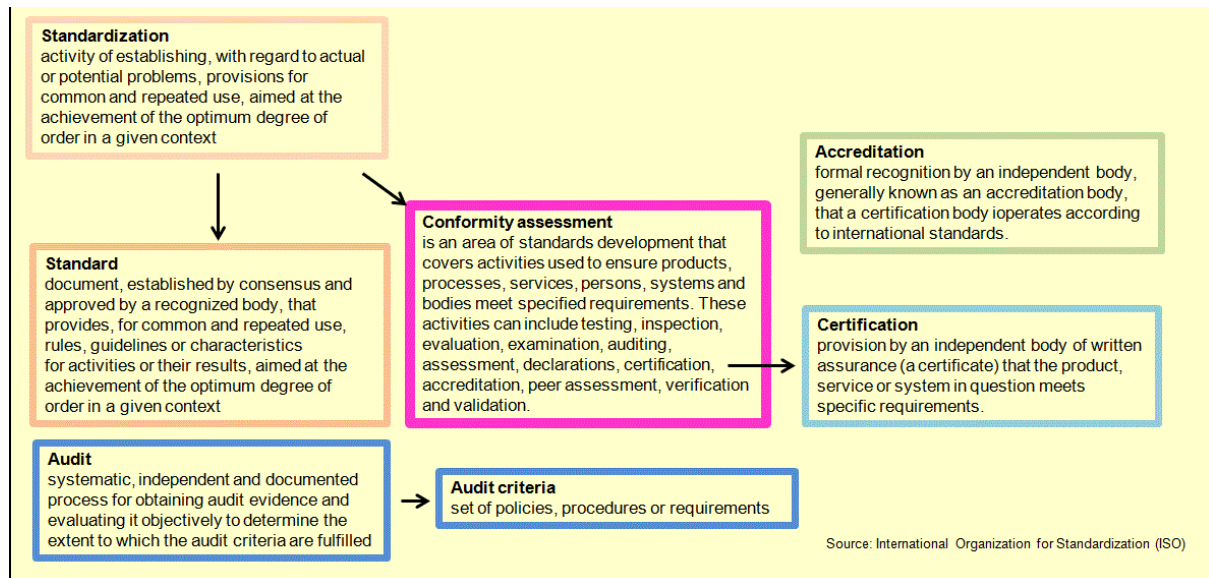 Standardization
activity of establishing, with regard to actual
or potential problems, provisions for
common and repeated use, aimed at the
achievement of the optimum degree of
order in a given context
Accreditation
formal recognition by an independent body,
generally known as an accreditation body,
that a certification body ioperates according
to international standards.
Conformity assessment
is an area of standards development that
covers activities used to ensure products,
processes, services, persons, systems and
bodies meet specified requirements. These
activities can include testing, inspection,
evaluation, examination, auditing,
assessment, declarations, certification,
accreditation, peer assessment, verification
and validation.
Standard
document, established by consensus and
approved by a recognized body, that
provides, for common and repeated use,
rules, guidelines or characteristics
for activities or their results, aimed at the
achievement of the optimum degree of
order in a given context
Certification
provision by an independent body of written
assurance (a certificate) that the product,
service or system in question meets
specific requirements.
Audit
systematic, independent and documented
process for obtaining audit evidence and
evaluating it objectively to determine the
extent to which the audit criteria are fulfilled
Audit criteria
set of policies, procedures or requirements
Source: International Organization for Standardization (ISO)